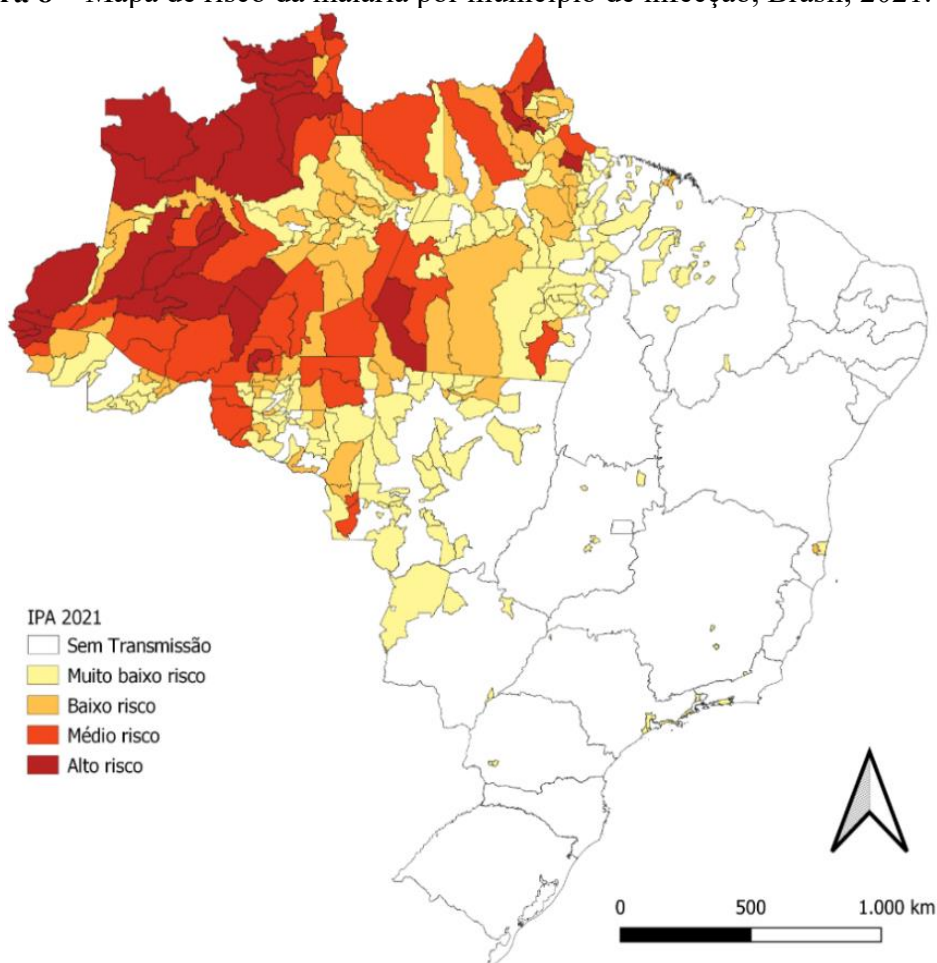 Mapa de risco da malária por município de infecção, Brasil, 2021.
IPA 2021
Sem Transmissão
Muito baixo risco
Baixo risco
Médio risco
Alto risco
0 500 1.000 km